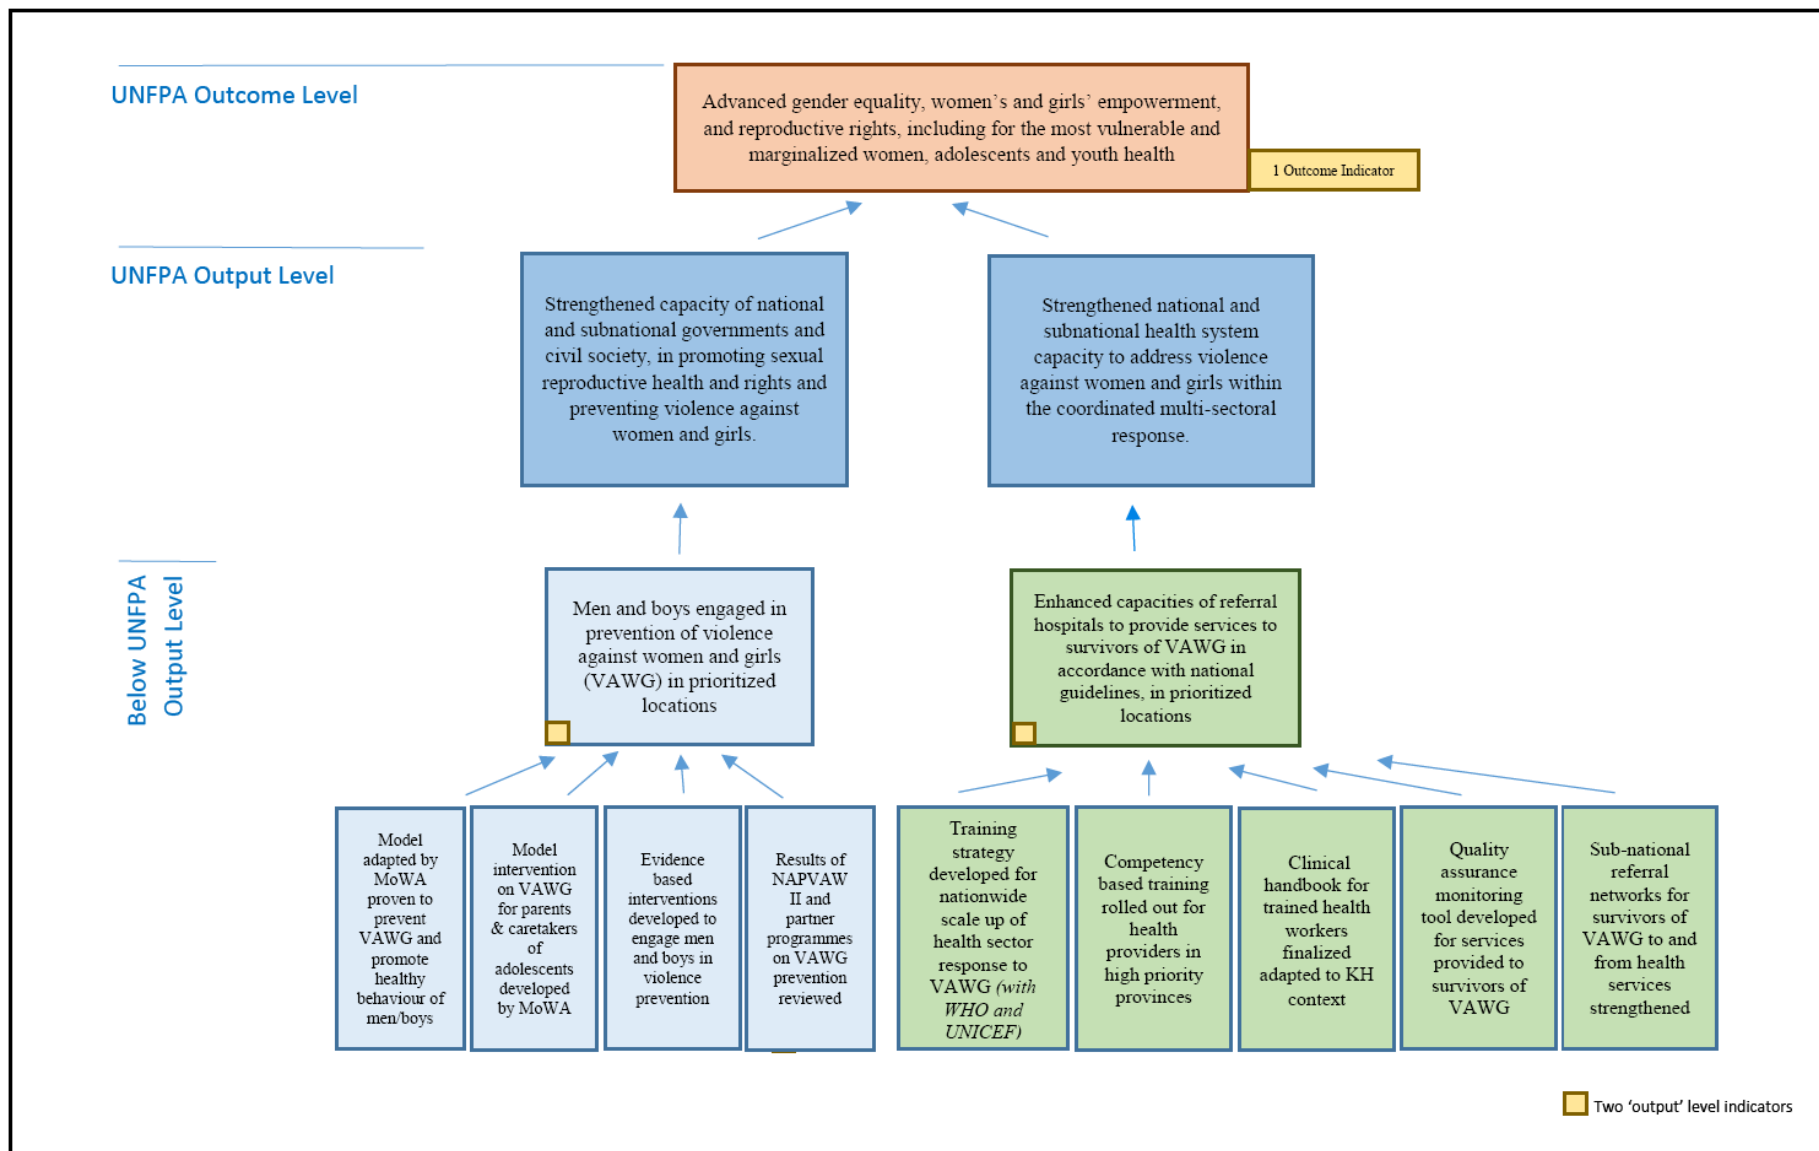 UNFPA Outcome Level
Advanced gender equality, women’s and girls’ empowerment,
and reproductive rights, including for the most vulnerable and
marginalized women, adolescents and youth health
1 Outcome Indicator
UNFPA Output Level
Strengthened capacity of national
and subnational governments and
civil society, in promoting sexual
reproductive health and rights and
preventing violence against
women and girls.
Strengthened national and
subnational health system
capacity to address violence
against women and girls within
the coordinated multi-sectoral
response.
Below UNFPA
Output Level
Men and boys engaged in
prevention of violence
against women and girls
(VAWG) in prioritized
locations
Enhanced capacities of referral
hospitals to provide services to
survivors of VAWG in
accordance with national
guidelines, in prioritized
locations
Model
adapted by
MoWA
proven to
prevent
VAWG and
promote
healthy
behaviour of
men/boys
Model
intervention
on VAWG
for parents
& caretakers
of
adolescents
developed
by MoWA
Evidence
based
interventions
developed to
engage men
and boys in
violence
prevention
Results of
NAPVAW
II and
partner
programmes
on VAWG
prevention
reviewed
Training
strategy
developed for
nationwide
scale up of
health sector
response to
VAWG (with
WHO and
UNICEF)
Competency
based training
rolled out for
health
providers in
high priority
provinces
Clinical
handbook for
trained health
workers
finalized
adapted to KH
context
Quality
assurance
monitoring
tool developed
for services
provided to
survivors of
VAWG
Sub-national
referral
networks for
survivors of
VAWG to and
from health
services
strengthened
Two ‘output’ level indicators